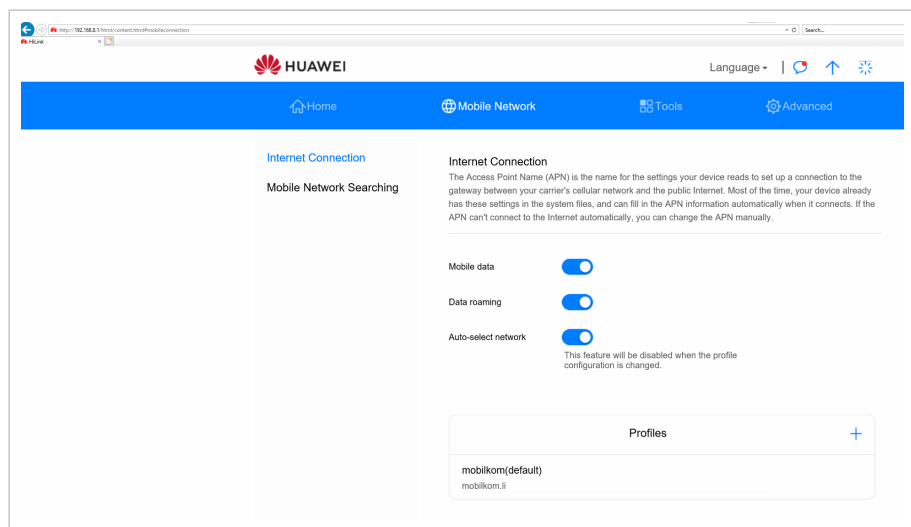 http://192.168.8.1/html/content.html#mobileconnection
Search...
HiLink
HUAWEI
Language
Home
Mobile Network
Tools
Advanced
Internet Connection
Mobile Network Searching
Internet Connection
The Access Point Name (APN) is the name for the settings your device reads to set up a connection to the
gateway between your carrier's cellular network and the public Internet. Most of the time, your device already
has these settings in the system files, and can fill in the APN information automatically when it connects. If the
APN can't connect to the Internet automatically, you can change the APN manually.
Mobile data
Data roaming
Auto-select network
This feature will be disabled when the profile
configuration is changed.
Profiles
mobilkom(default)
mobilkom.li